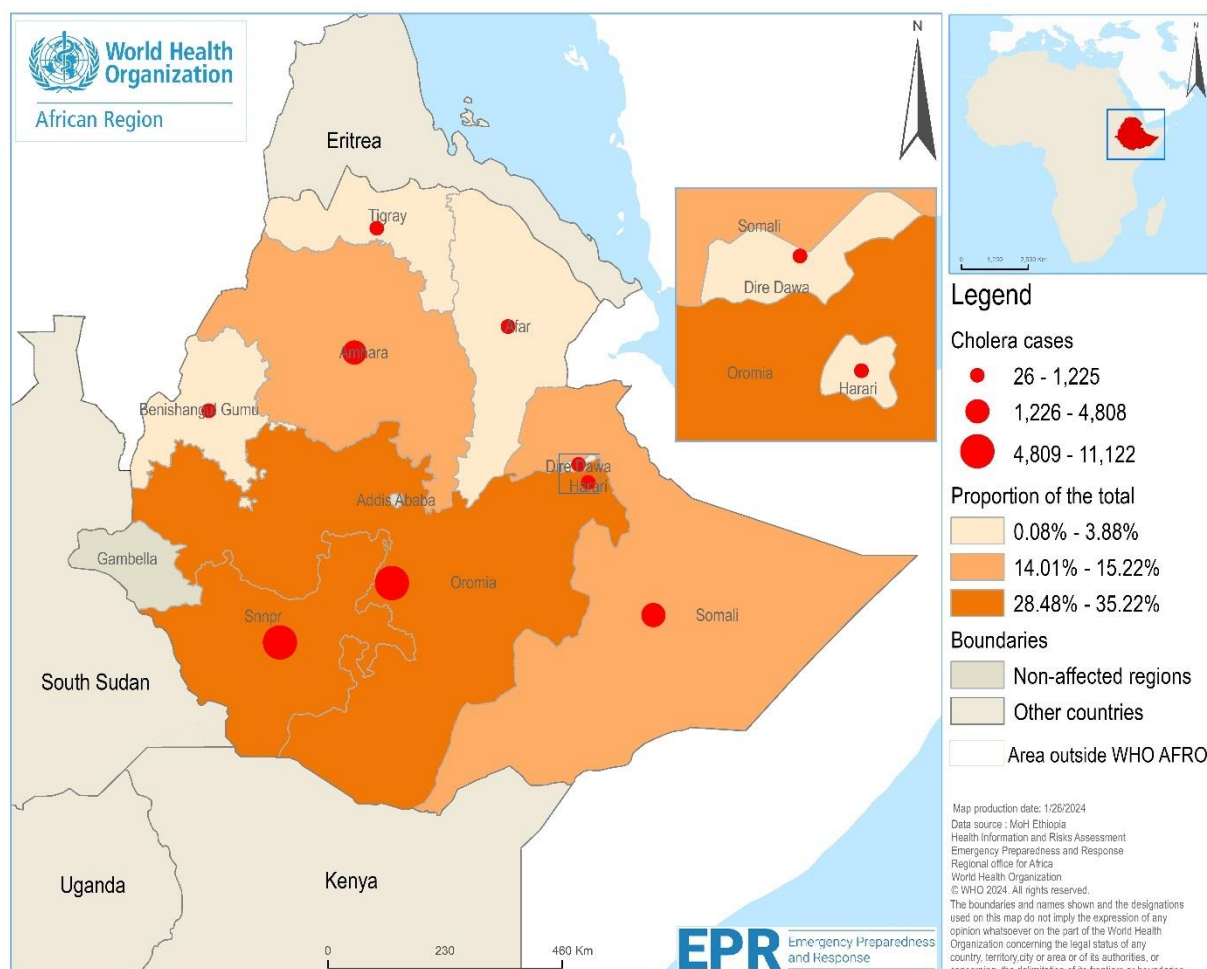 World Health
Organization
African Region
N
Eritrea
Tigray
Afar
Amhara
Benishangul Gumu
Dire Dawa
Harari
Addis Ababa
Gambella
Oromia
Snnpr
Somali
South Sudan
Uganda
Kenya
0 230 460 Km
EPR Emergency Preparedness
and Response
Somali
Dire Dawa
Oromia
Harari
N
0 1,250 2,500 Km
Legend
Cholera cases
26 - 1,225
1,226 - 4,808
4,809 - 11,122
Proportion of the total
0.08% - 3.88%
14.01% - 15.22%
28.48% - 35.22%
Boundaries
Non-affected regions
Other countries
Area outside WHO AFRO
Map production date: 1/26/2024
Data source : MoH Ethiopia
Health Information and Risks Assessment
Emergency Preparedness and Response
Regional office for Africa
World Health Organization
© WHO 2024. All rights reserved.
The boundaries and names shown and the designations
used on this map do not imply the expression of any
opinion whatsoever on the part of the World Health
Organization concerning the legal status of any
country, territory,city or area or of its authorities, or